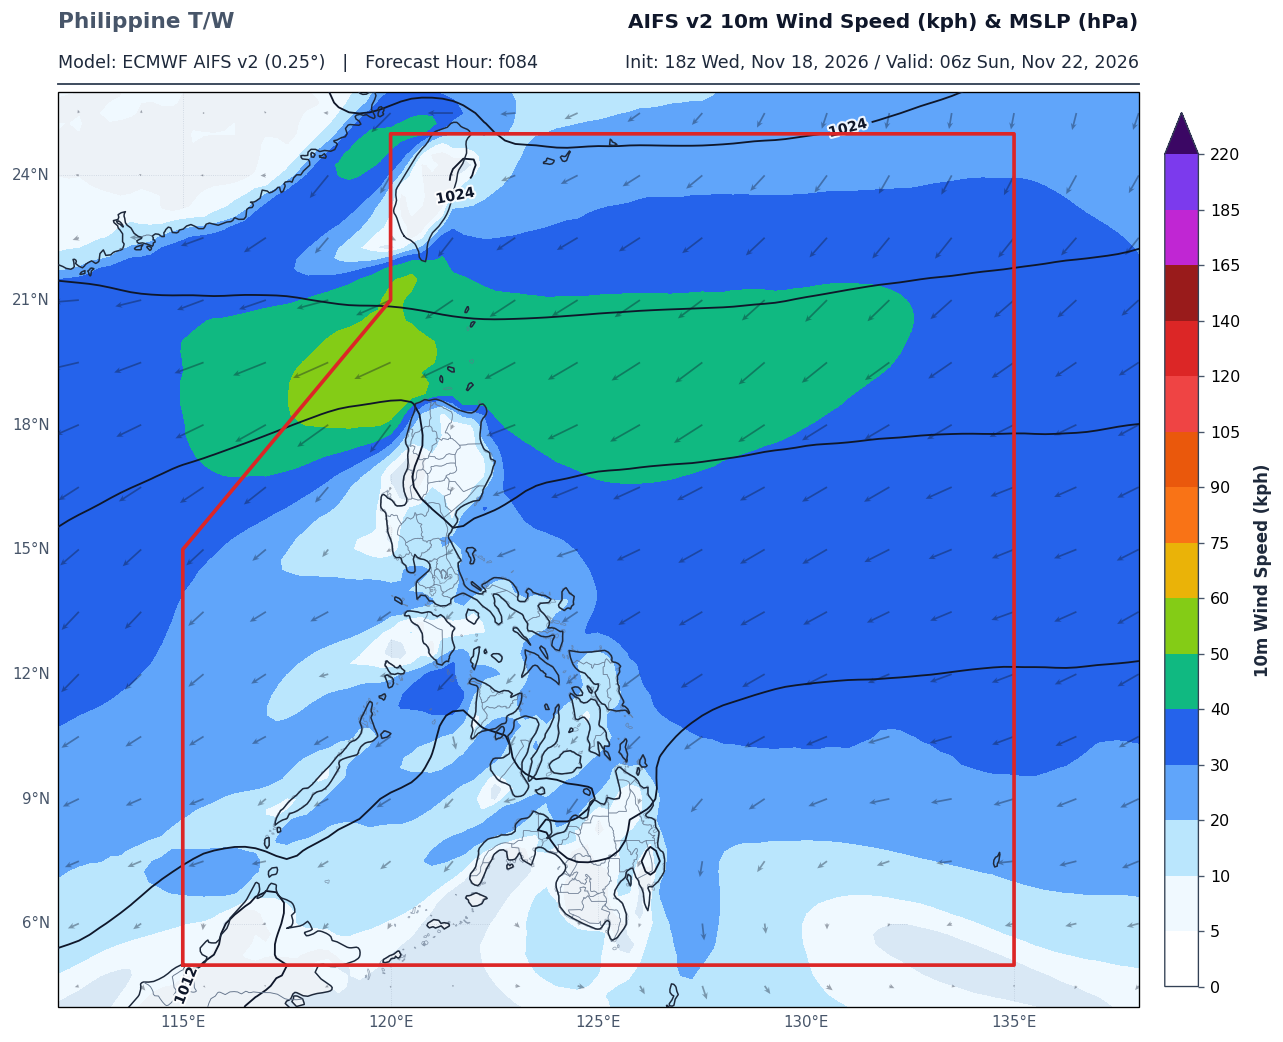 Philippine T/W
AIFS v2 10m Wind Speed (kph) & MSLP (hPa)
Model: ECMWF AIFS v2 (0.25°) | Forecast Hour: f084
Init: 18z Wed, Nov 18, 2026 / Valid: 06z Sun, Nov 22, 2026
1024
1024
1012
24°N
21°N
18°N
15°N
12°N
9°N
6°N
115°E
120°E
125°E
130°E
135°E
220
185
165
140
120
105
90
75
60
50
40
30
20
10
5
0
10m Wind Speed (kph)